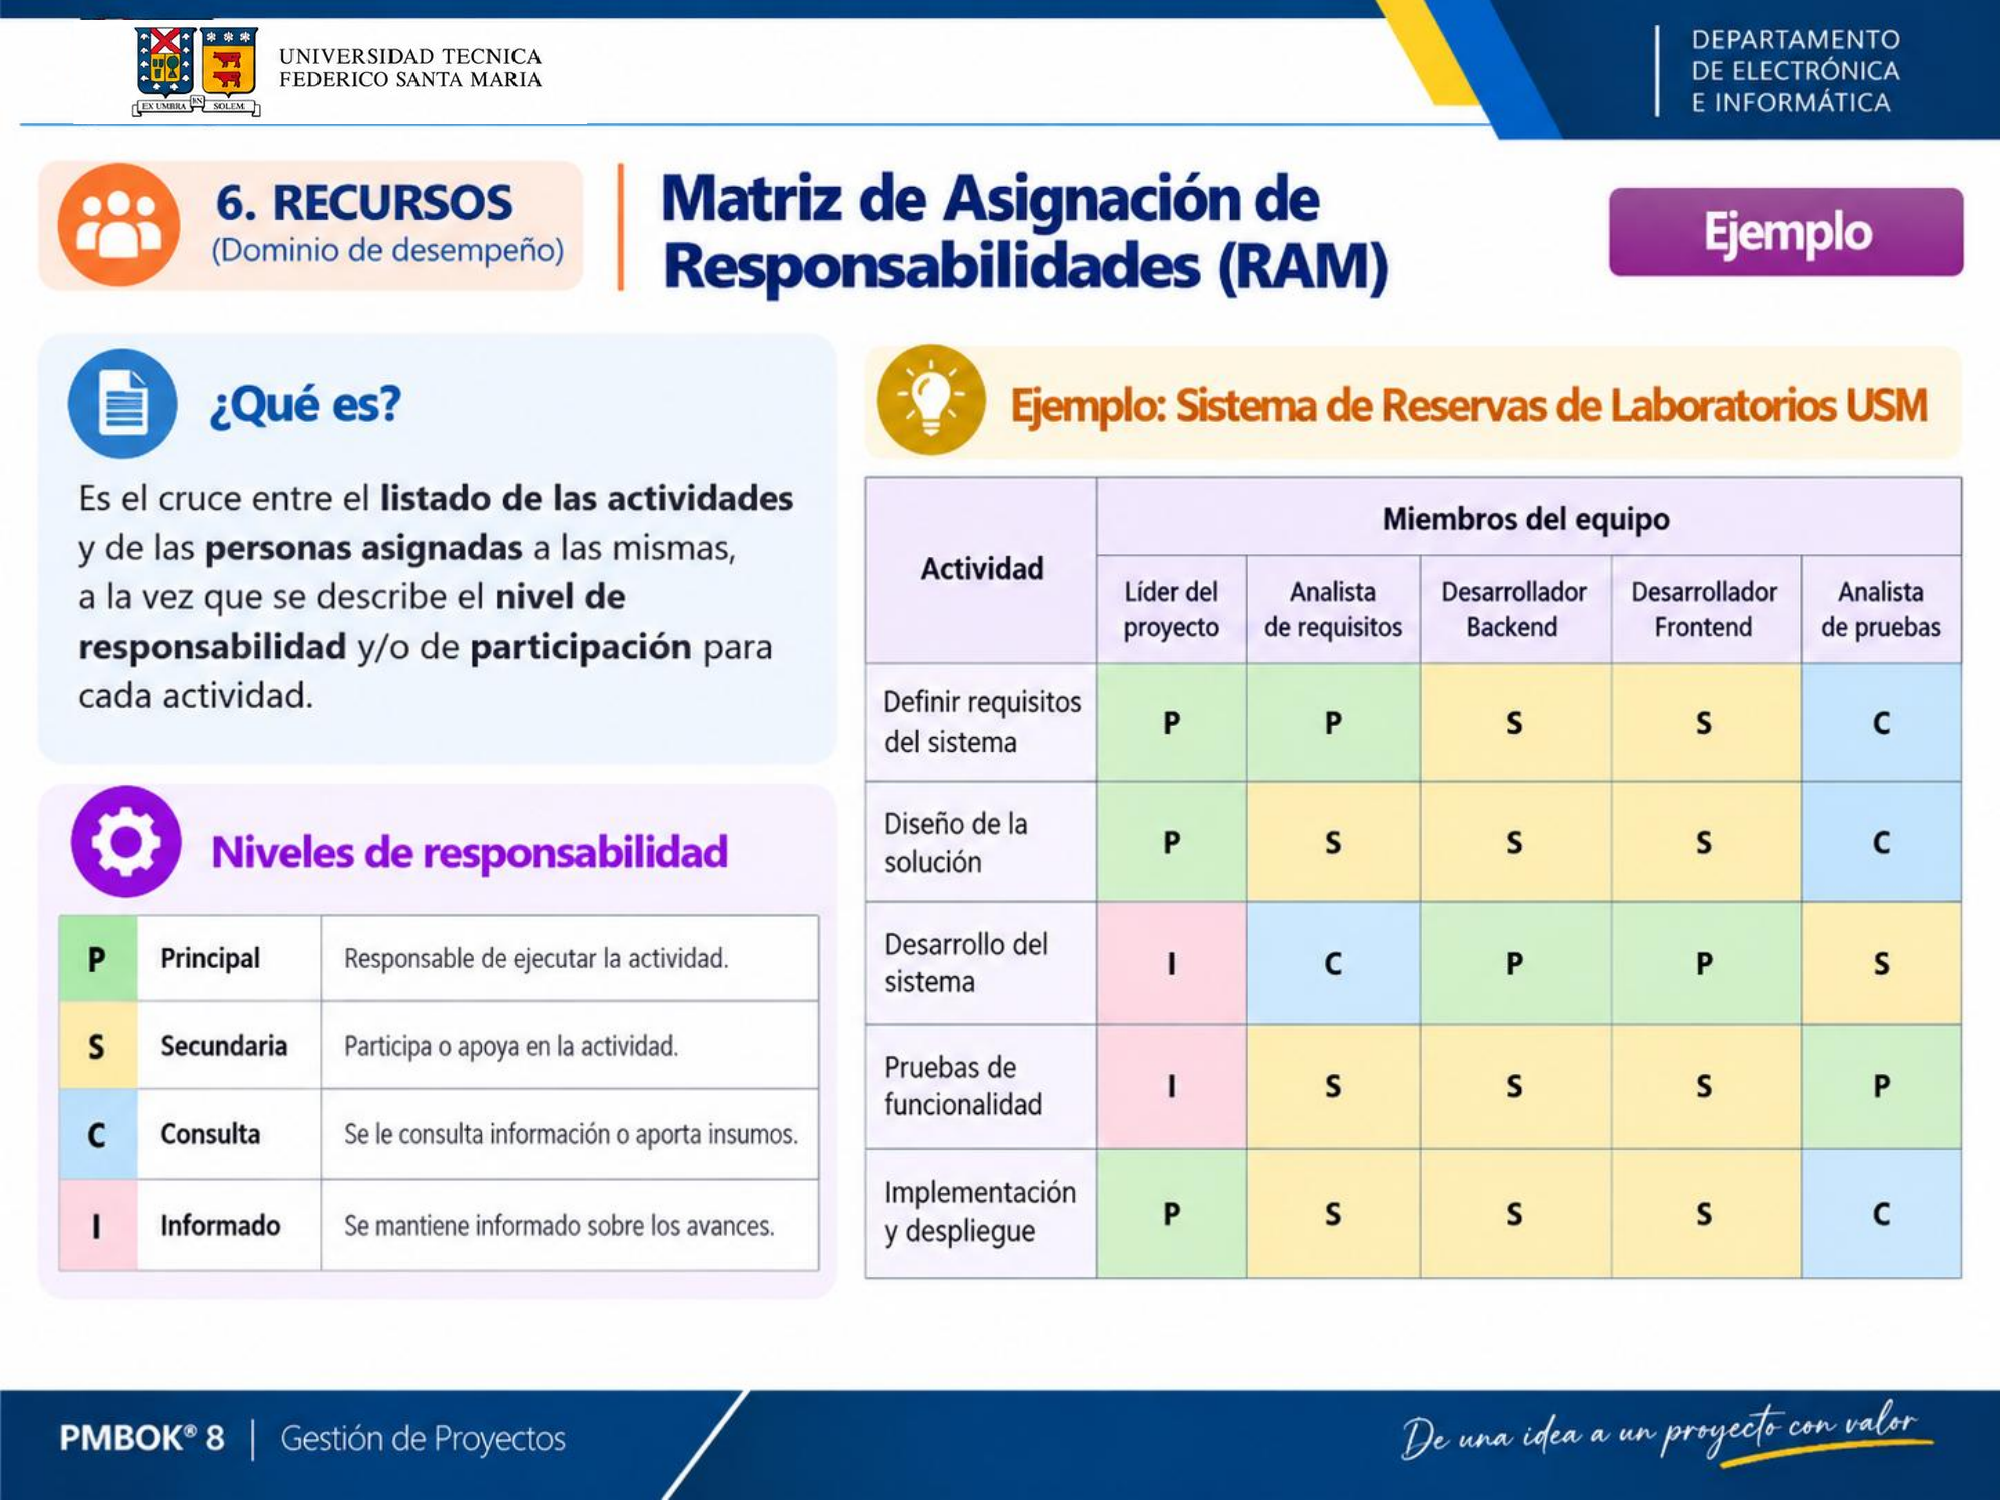 UNIVERSIDAD TECNICA
FEDERICO SANTA MARIA
EX UMBRA IN SOLEM
DEPARTAMENTO
DE ELECTRÓNICA
E INFORMÁTICA
6. RECURSOS
(Dominio de desempeño)
Matriz de Asignación de
Responsabilidades (RAM)
Ejemplo
¿Qué es?
Es el cruce entre el listado de las actividades
y de las personas asignadas a las mismas,
a la vez que se describe el nivel de
responsabilidad y/o de participación para
cada actividad.
Niveles de responsabilidad
P Principal Responsable de ejecutar la actividad.
S Secundaria Participa o apoya en la actividad.
C Consulta Se le consulta información o aporta insumos.
I Informado Se mantiene informado sobre los avances.
Ejemplo: Sistema de Reservas de Laboratorios USM
Actividad
Miembros del equipo
Líder del proyecto
Analista de requisitos
Desarrollador Backend
Desarrollador Frontend
Analista de pruebas
Definir requisitos del sistema P P S S C
Diseño de la solución P S S S C
Desarrollo del sistema I C P P S
Pruebas de funcionalidad I S S S P
Implementación y despliegue P S S S C
PMBOK® 8 | Gestión de Proyectos
De una idea a un proyecto con valor